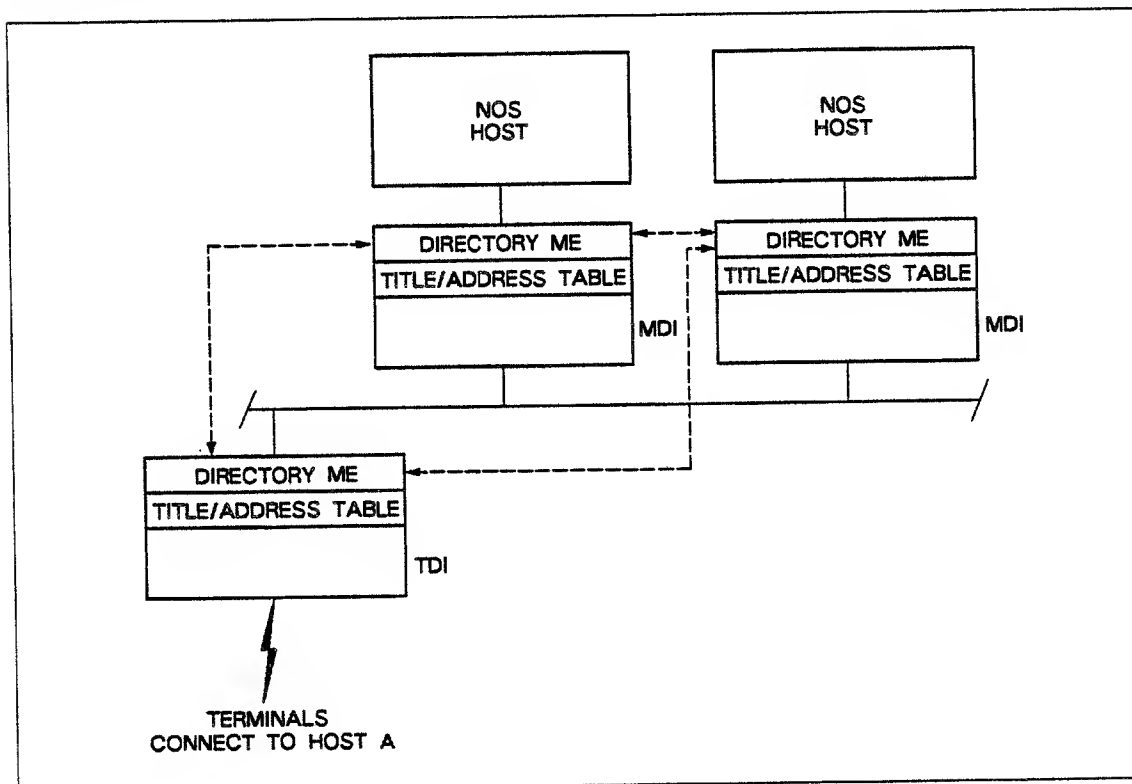 NOS
HOST
NOS
HOST
DIRECTORY ME
TITLE/ADDRESS TABLE
MDI
DIRECTORY ME
TITLE/ADDRESS TABLE
MDI
DIRECTORY ME
TITLE/ADDRESS TABLE
TDI
TERMINALS
CONNECT TO HOST A